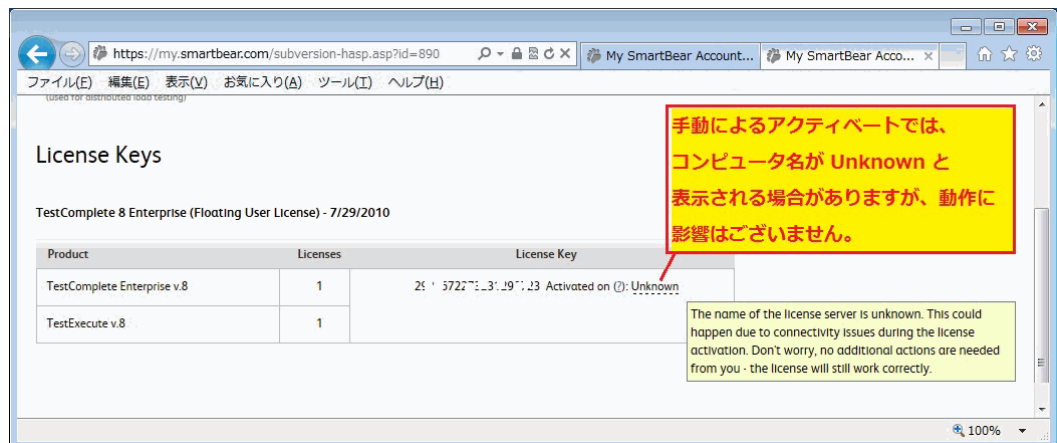 https://my.smartbear.com/subversion-hasp.asp?id=890
My SmartBear Account...
My SmartBear Acco...
ファイル(F) 編集(E) 表示(V) お気に入り(A) ツール(T) ヘルプ(H)
(used for distributed load testing)
手動によるアクティベートでは、
コンピュータ名が Unknown と
表示される場合がありますが、動作に
影響はございません。
License Keys
TestComplete 8 Enterprise (Floating User License) - 7/29/2010
Product Licenses License Key
TestComplete Enterprise v.8 1 Activated on (?): Unknown
TestExecute v.8 1
The name of the license server is unknown. This could
happen due to connectivity issues during the license
activation. Don't worry, no additional actions are needed
from you - the license will still work correctly.
100%